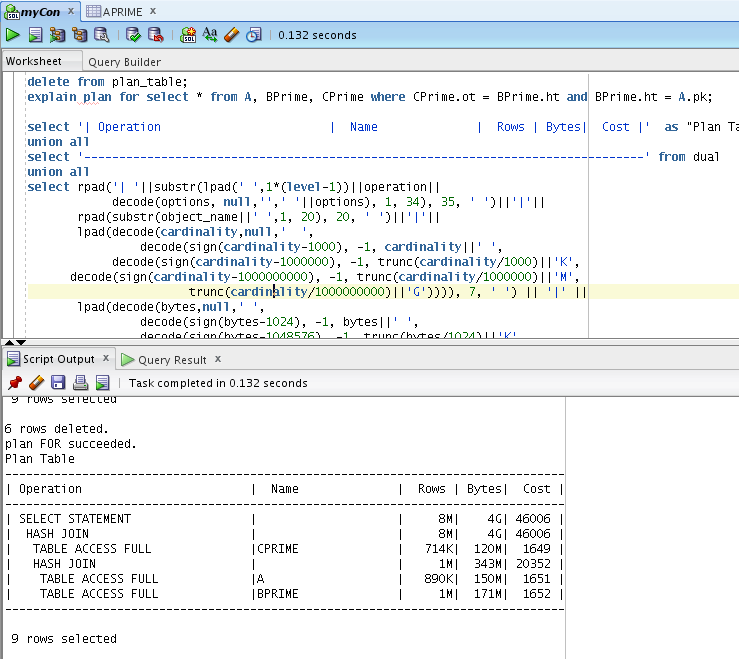 myCon x APRIME x
0.132 seconds
Worksheet Query Builder
delete from plan_table;
explain plan for select * from A, BPrime, CPrime where CPrime.ot = BPrime.ht and BPrime.ht = A.pk;
select '| Operation | Name | Rows | Bytes| Cost |' as "Plan Ta
union all
select '--------------------------------------------------------------------------------' from dual
union all
select rpad('| '||substr(lpad(' ',1*(level-1))||operation||
decode(options, null,'',' '||options), 1, 34), 35, ' ')||'|'||
rpad(substr(object_name||' ',1, 20), 20, ' ')||'|'||
lpad(decode(cardinality,null,' ',
decode(sign(cardinality-1000), -1, cardinality||' ',
decode(sign(cardinality-1000000), -1, trunc(cardinality/1000)||'K',
decode(sign(cardinality-1000000000), -1, trunc(cardinality/1000000)||'M',
trunc(cardinality/1000000000)||'G')))), 7, ' ') || '|' ||
lpad(decode(bytes,null,' ',
decode(sign(bytes-1024), -1, bytes||' ',
decode(sign(bytes-1048576), -1, trunc(bytes/1024)||'K'
Script Output x Query Result x
Task completed in 0.132 seconds
9 rows selected
6 rows deleted.
plan FOR succeeded.
Plan Table
--------------------------------------------------------------------------------
| Operation | Name | Rows | Bytes| Cost |
--------------------------------------------------------------------------------
| SELECT STATEMENT | | 8M| 4G| 46006 |
| HASH JOIN | | 8M| 4G| 46006 |
| TABLE ACCESS FULL |CPRIME | 714K| 120M| 1649 |
| HASH JOIN | | 1M| 343M| 20352 |
| TABLE ACCESS FULL |A | 890K| 150M| 1651 |
| TABLE ACCESS FULL |BPRIME | 1M| 171M| 1652 |
--------------------------------------------------------------------------------
9 rows selected